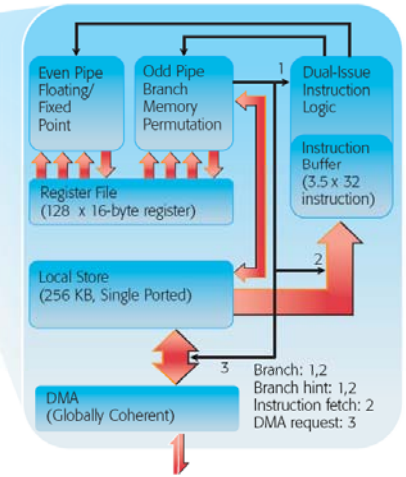 Even Pipe
Floating/
Fixed
Point
Odd Pipe
Branch
Memory
Permutation
1
Dual-Issue
Instruction
Logic
Instruction
Buffer
(3.5 x 32
instruction)
Register File
(128 x 16-byte register)
2
Local Store
(256 KB, Single Ported)
3
Branch: 1,2
Branch hint: 1,2
Instruction fetch: 2
DMA request: 3
DMA
(Globally Coherent)